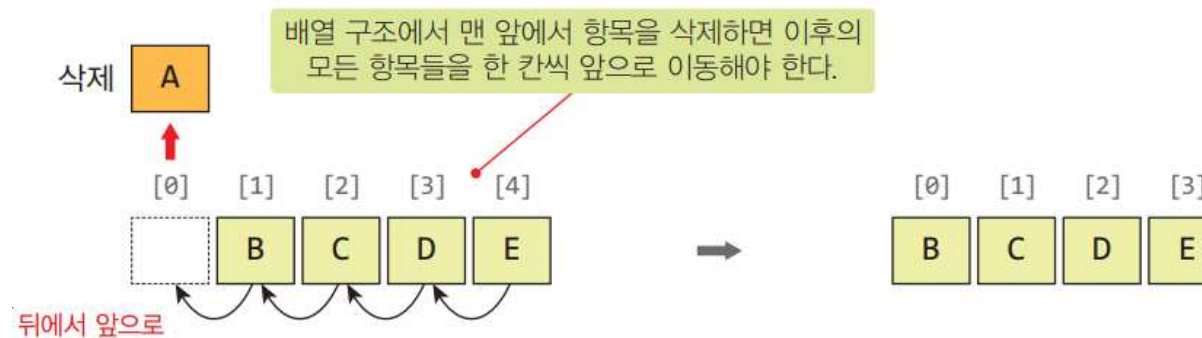 배열 구조에서 맨 앞에서 항목을 삭제하면 이후의
모든 항목들을 한 칸씩 앞으로 이동해야 한다.
삭제 A
[0] [1] [2] [3] [4]
B C D E
뒤에서 앞으로
[0] [1] [2] [3]
B C D E